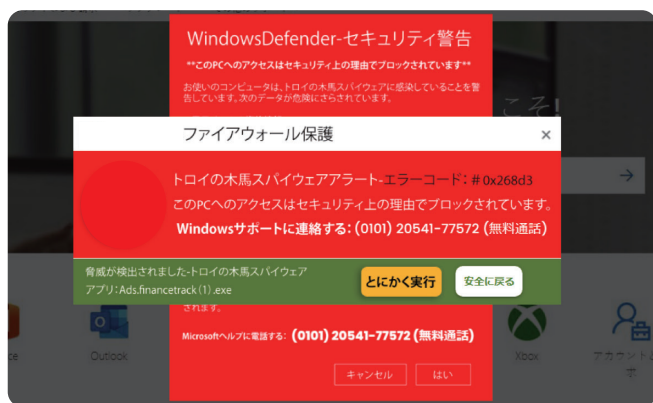 WindowsDefender-セキュリティ警告
**このPCへのアクセスはセキュリティ上の理由でブロックされています**
お使いのコンピュータは、トロイの木馬スパイウェアに感染していることを警
告しています。次のデータが危険にさらされています。
こそ!
ファイアウォール保護
×
トロイの木馬スパイウェアアラート-エラーコード:#0x268d3
このPCへのアクセスはセキュリティ上の理由でブロックされています。
Windowsサポートに連絡する:(0101) 20541-77572 (無料通話)
脅威が検出されました-トロイの木馬スパイウェア
アプリ:Ads.financetrack(1).exe
とにかく実行
安全に戻る
されます。
Microsoftヘルプに電話する: (0101) 20541-77572 (無料通話)
キャンセル
はい
ce
Outlook
Xbox